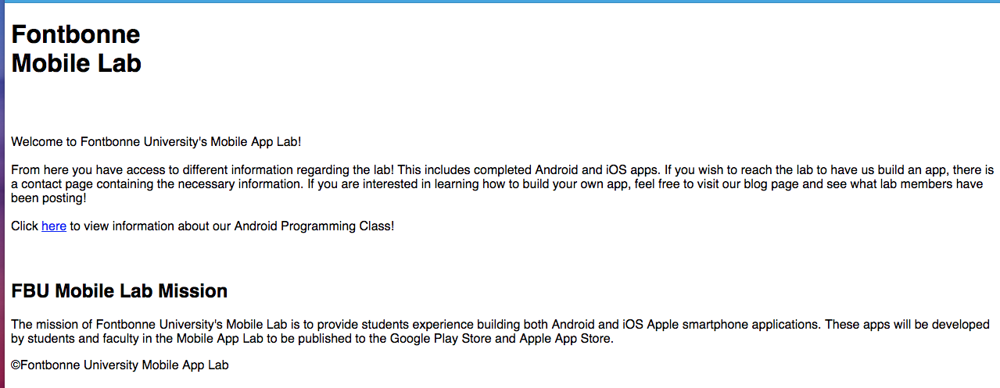 Fontbonne
Mobile Lab
Welcome to Fontbonne University's Mobile App Lab!
From here you have access to different information regarding the lab! This includes completed Android and iOS apps. If you wish to reach the lab to have us build an app, there is
a contact page containing the necessary information. If you are interested in learning how to build your own app, feel free to visit our blog page and see what lab members have
been posting!
Click here to view information about our Android Programming Class!
FBU Mobile Lab Mission
The mission of Fontbonne University's Mobile Lab is to provide students experience building both Android and iOS Apple smartphone applications. These apps will be developed
by students and faculty in the Mobile App Lab to be published to the Google Play Store and Apple App Store.
©Fontbonne University Mobile App Lab